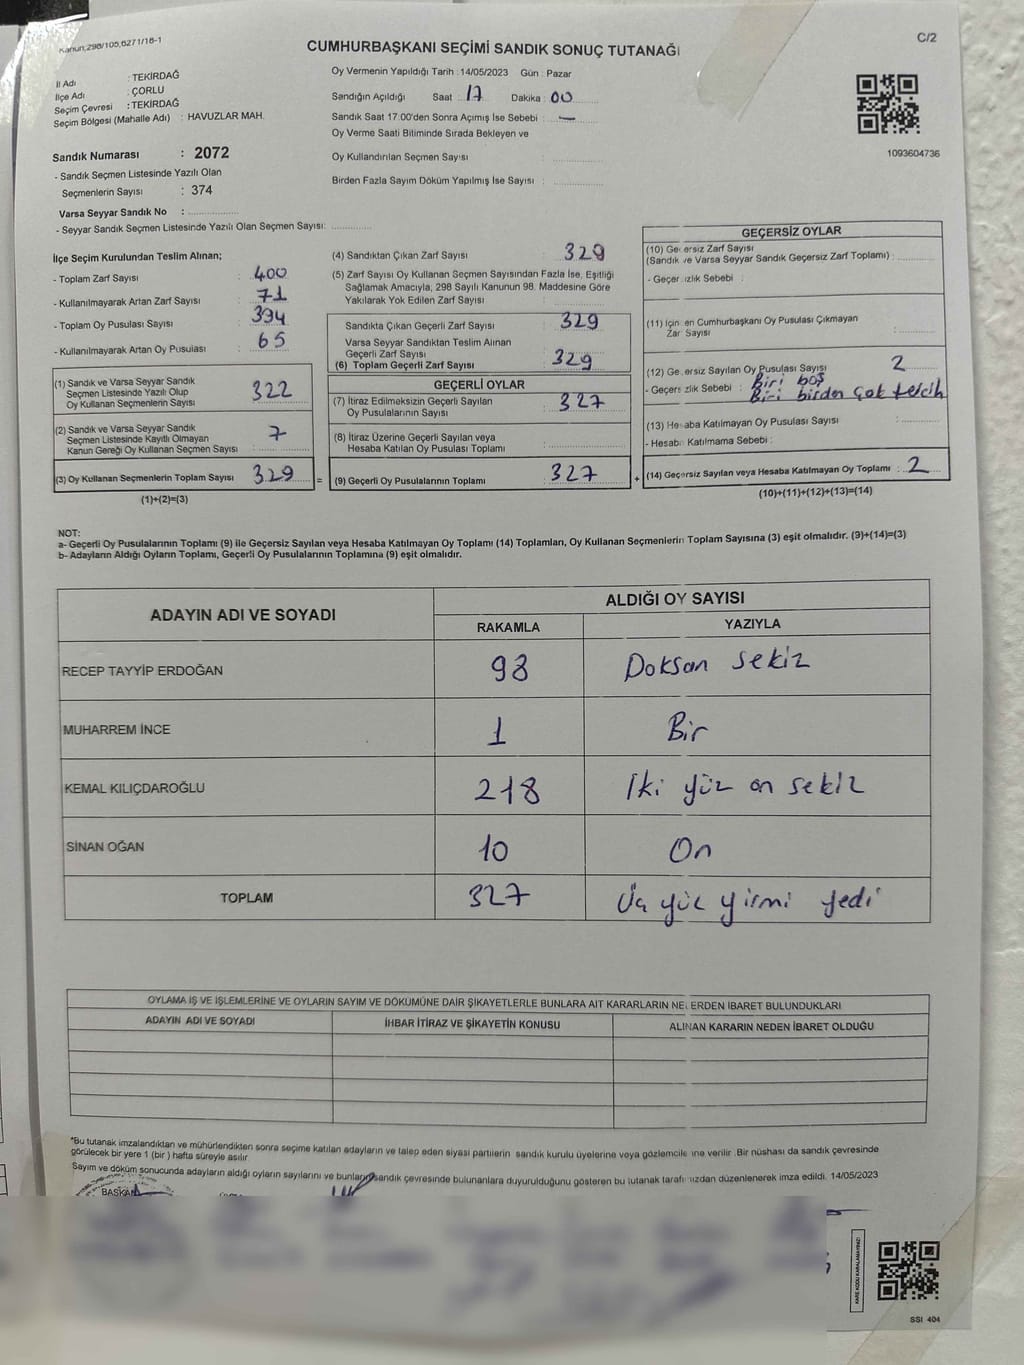 Kanun:298/105,6271/16-1
C/2
CUMHURBAŞKANI SEÇİMİ SANDIK SONUÇ TUTANAĞI
İl Adı : TEKİRDAĞ
İlçe Adı : ÇORLU
Seçim Çevresi : TEKİRDAĞ
Seçim Bölgesi (Mahalle Adı) : HAVUZLAR MAH.
Oy Vermenin Yapıldığı Tarih : 14/05/2023 Gün : Pazar
Sandığın Açıldığı Saat : 17 Dakika : 00
Sandık Saat 17.00'den Sonra Açımış İse Sebebi : —
Oy Verme Saati Bitiminde Sırada Bekleyen ve
Oy Kullandırılan Seçmen Sayısı :
Birden Fazla Sayım Döküm Yapılmış İse Sayısı :
1093604736
Sandık Numarası : 2072
- Sandık Seçmen Listesinde Yazılı Olan
Seçmenlerin Sayısı : 374
Varsa Seyyar Sandık No :
- Seyyar Sandık Seçmen Listesinde Yazılı Olan Seçmen Sayısı:
İlçe Seçim Kurulundan Teslim Alınan;
- Toplam Zarf Sayısı : 400
- Kullanılmayarak Artan Zarf Sayısı : 71
- Toplam Oy Pusulası Sayısı : 394
- Kullanılmayarak Artan Oy Pusulası : 65
(1) Sandık ve Varsa Seyyar Sandık
Seçmen Listesinde Yazılı Olup
Oy Kullanan Seçmenlerin Sayısı : 322
(2) Sandık ve Varsa Seyyar Sandık
Seçmen Listesinde Kayıtlı Olmayan
Kanun Gereği Oy Kullanan Seçmen Sayısı : 7
(3) Oy Kullanan Seçmenlerin Toplam Sayısı : 329
(1)+(2)=(3)
(4) Sandıktan Çıkan Zarf Sayısı : 329
(5) Zarf Sayısı Oy Kullanan Seçmen Sayısından Fazla İse, Eşitliği
Sağlamak Amacıyla, 298 Sayılı Kanunun 98. Maddesine Göre
Yakılarak Yok Edilen Zarf Sayısı :
Sandıkta Çıkan Geçerli Zarf Sayısı : 329
Varsa Seyyar Sandıktan Teslim Alınan
Geçerli Zarf Sayısı :
(6) Toplam Geçerli Zarf Sayısı : 329
GEÇERLİ OYLAR
(7) İtiraz Edilmeksizin Geçerli Sayılan
Oy Pusulalarının Sayısı : 327
(8) İtiraz Üzerine Geçerli Sayılan veya
Hesaba Katılan Oy Pusulası Toplamı :
= (9) Geçerli Oy Pusulalarının Toplamı : 327 +
GEÇERSİZ OYLAR
(10) Geçersiz Zarf Sayısı
(Sandık ve Varsa Seyyar Sandık Geçersiz Zarf Toplamı) :
- Geçersizlik Sebebi :
(11) İçinden Cumhurbaşkanı Oy Pusulası Çıkmayan
Zarf Sayısı :
(12) Geçersiz Sayılan Oy Pusulası Sayısı : 2
Biri boş
- Geçersizlik Sebebi : Biri birden çok tercih
(13) Hesaba Katılmayan Oy Pusulası Sayısı :
- Hesaba Katılmama Sebebi :
(14) Geçersiz Sayılan veya Hesaba Katılmayan Oy Toplamı : 2
(10)+(11)+(12)+(13)=(14)
NOT:
a- Geçerli Oy Pusulalarının Toplamı (9) ile Geçersiz Sayılan veya Hesaba Katılmayan Oy Toplamı (14) Toplamları, Oy Kullanan Seçmenlerin Toplam Sayısına (3) eşit olmalıdır. (9)+(14)=(3)
b- Adayların Aldığı Oyların Toplamı, Geçerli Oy Pusulalarının Toplamına (9) eşit olmalıdır.
ADAYIN ADI VE SOYADI
ALDIĞI OY SAYISI
RAKAMLA YAZIYLA
RECEP TAYYİP ERDOĞAN 98 Doksan sekiz
MUHARREM İNCE 1 Bir
KEMAL KILIÇDAROĞLU 218 İki yüz on sekiz
SİNAN OĞAN 10 On
TOPLAM 327 Üç yüz yirmi yedi
OYLAMA İŞ VE İŞLEMLERİNE VE OYLARIN SAYIM VE DÖKÜMÜNE DAİR ŞİKAYETLERLE BUNLARA AİT KARARLARIN NELERDEN İBARET BULUNDUKLARI
ADAYIN ADI VE SOYADI İHBAR İTİRAZ VE ŞİKAYETİN KONUSU ALINAN KARARIN NEDEN İBARET OLDUĞU
*Bu tutanak imzalandıktan ve mühürlendikten sonra seçime katılan adayların ve talep eden siyasi partilerin sandık kurulu üyelerine veya gözlemcilerine verilir. Bir nüshası da sandık çevresinde
görülecek bir yere 1 (bir) hafta süreyle asılır.
Sayım ve döküm sonucunda adayların aldığı oyların sayılarını ve bunların sandık çevresinde bulunanlara duyurulduğunu gösteren bu tutanak tarafımızdan düzenlenerek imza edildi. 14/05/2023
BAŞKAN
KARE KODU KARALAMAYINIZ!
SSI 404